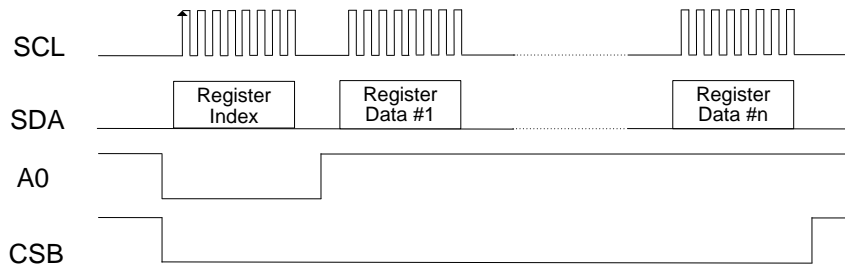 SCL
SDA
Register
Index
Register
Data #1
Register
Data #n
A0
CSB